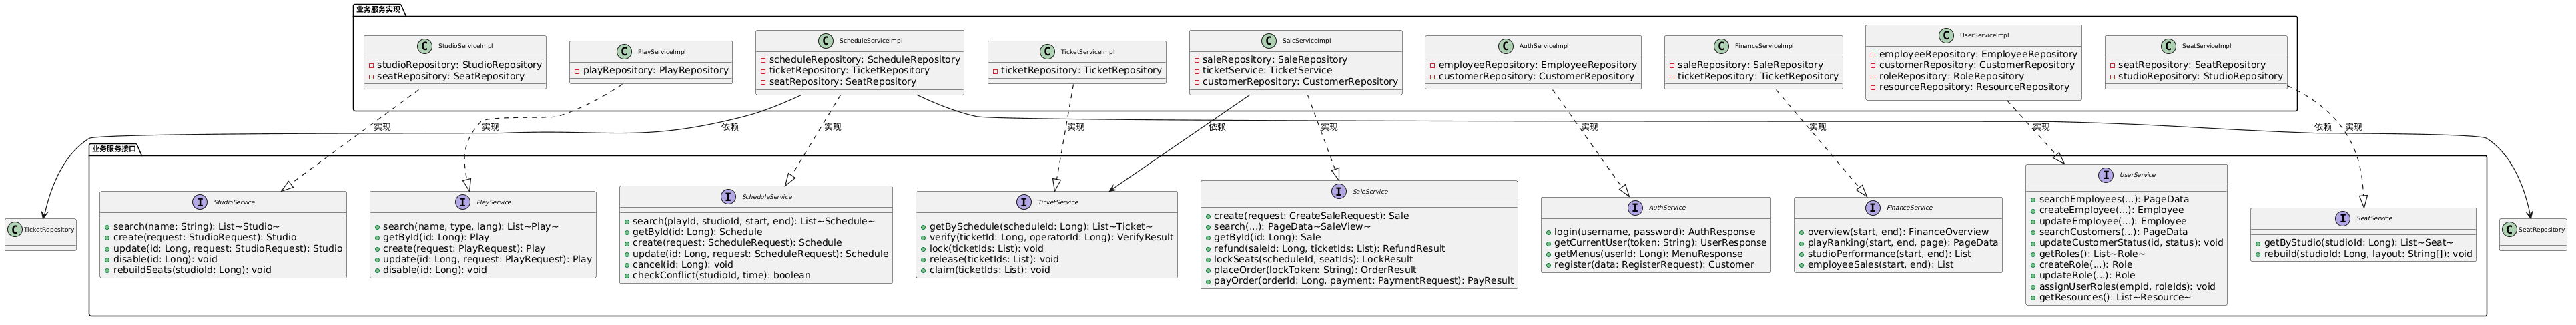 业务服务实现
StudioServiceImpl
studioRepository: StudioRepository
seatRepository: SeatRepository
PlayServiceImpl
playRepository: PlayRepository
ScheduleServiceImpl
scheduleRepository: ScheduleRepository
ticketRepository: TicketRepository
seatRepository: SeatRepository
TicketServiceImpl
ticketRepository: TicketRepository
SaleServiceImpl
saleRepository: SaleRepository
ticketService: TicketService
customerRepository: CustomerRepository
AuthServiceImpl
employeeRepository: EmployeeRepository
customerRepository: CustomerRepository
FinanceServiceImpl
saleRepository: SaleRepository
ticketRepository: TicketRepository
UserServiceImpl
employeeRepository: EmployeeRepository
customerRepository: CustomerRepository
roleRepository: RoleRepository
resourceRepository: ResourceRepository
SeatServiceImpl
seatRepository: SeatRepository
studioRepository: StudioRepository
实现
实现
依赖
实现
实现
依赖
实现
实现
实现
实现
依赖
实现
业务服务接口
TicketRepository
StudioService
search(name: String): List~Studio~
create(request: StudioRequest): Studio
update(id: Long, request: StudioRequest): Studio
disable(id: Long): void
rebuildSeats(studioId: Long): void
PlayService
search(name, type, lang): List~Play~
getById(id: Long): Play
create(request: PlayRequest): Play
update(id: Long, request: PlayRequest): Play
disable(id: Long): void
ScheduleService
search(playId, studioId, start, end): List~Schedule~
getById(id: Long): Schedule
create(request: ScheduleRequest): Schedule
update(id: Long, request: ScheduleRequest): Schedule
cancel(id: Long): void
checkConflict(studioId, time): boolean
TicketService
getBySchedule(scheduleId: Long): List~Ticket~
verify(ticketId: Long, operatorId: Long): VerifyResult
lock(ticketIds: List): void
release(ticketIds: List): void
claim(ticketIds: List): void
SaleService
create(request: CreateSaleRequest): Sale
search(...): PageData~SaleView~
getById(id: Long): Sale
refund(saleId: Long, ticketIds: List): RefundResult
lockSeats(scheduleId, seatIds): LockResult
placeOrder(lockToken: String): OrderResult
payOrder(orderId: Long, payment: PaymentRequest): PayResult
AuthService
login(username, password): AuthResponse
getCurrentUser(token: String): UserResponse
getMenus(userId: Long): MenuResponse
register(data: RegisterRequest): Customer
FinanceService
overview(start, end): FinanceOverview
playRanking(start, end, page): PageData
studioPerformance(start, end): List
employeeSales(start, end): List
UserService
searchEmployees(...): PageData
createEmployee(...): Employee
updateEmployee(...): Employee
searchCustomers(...): PageData
updateCustomerStatus(id, status): void
getRoles(): List~Role~
createRole(...): Role
updateRole(...): Role
assignUserRoles(empId, roleIds): void
getResources(): List~Resource~
SeatService
getByStudio(studioId: Long): List~Seat~
rebuild(studioId: Long, layout: String[]): void
SeatRepository